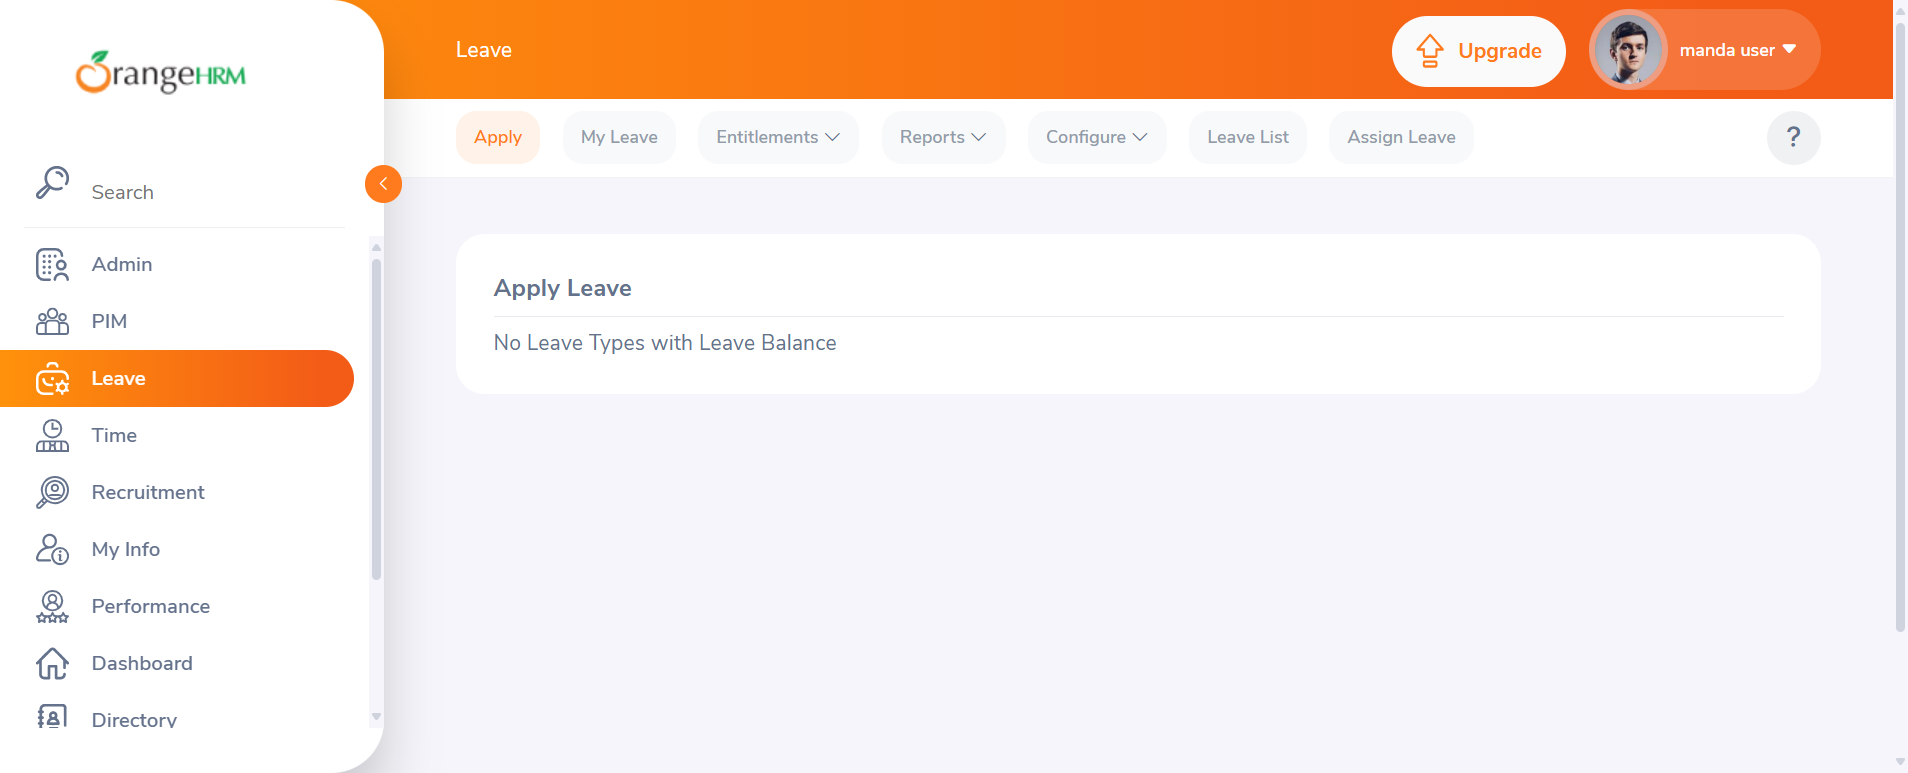 OrangeHRM
Search
Admin
PIM
Leave
Time
Recruitment
My Info
Performance
Dashboard
Directory
Leave
Upgrade
manda user
Apply
My Leave
Entitlements
Reports
Configure
Leave List
Assign Leave
?
Apply Leave
No Leave Types with Leave Balance